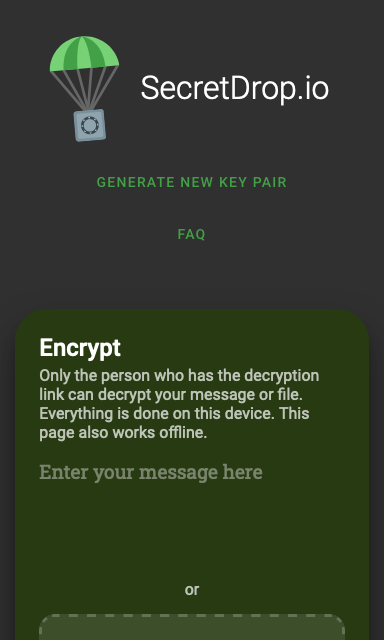 SecretDrop.io
GENERATE NEW KEY PAIR
FAQ
Encrypt
Only the person who has the decryption
link can decrypt your message or file.
Everything is done on this device. This
page also works offline.
Enter your message here
or